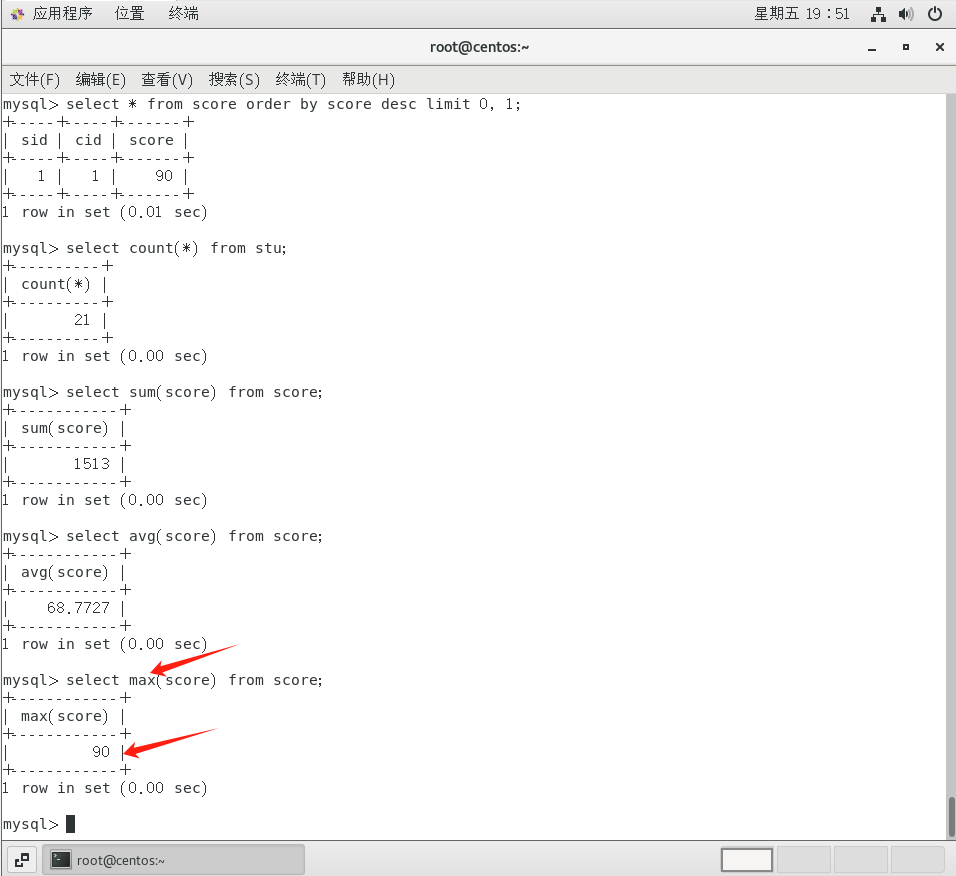 应用程序 位置 终端 星期五 19：51
root@centos:~
文件(F) 编辑(E) 查看(V) 搜索(S) 终端(T) 帮助(H)
mysql> select * from score order by score desc limit 0, 1;
+-----+-----+-------+
| sid | cid | score |
+-----+-----+-------+
|   1 |   1 |    90 |
+-----+-----+-------+
1 row in set (0.01 sec)
mysql> select count(*) from stu;
+----------+
| count(*) |
+----------+
|       21 |
+----------+
1 row in set (0.00 sec)
mysql> select sum(score) from score;
+------------+
| sum(score) |
+------------+
|       1513 |
+------------+
1 row in set (0.00 sec)
mysql> select avg(score) from score;
+------------+
| avg(score) |
+------------+
|    68.7727 |
+------------+
1 row in set (0.00 sec)
mysql> select max(score) from score;
+------------+
| max(score) |
+------------+
|         90 |
+------------+
1 row in set (0.00 sec)
mysql>
root@centos:~